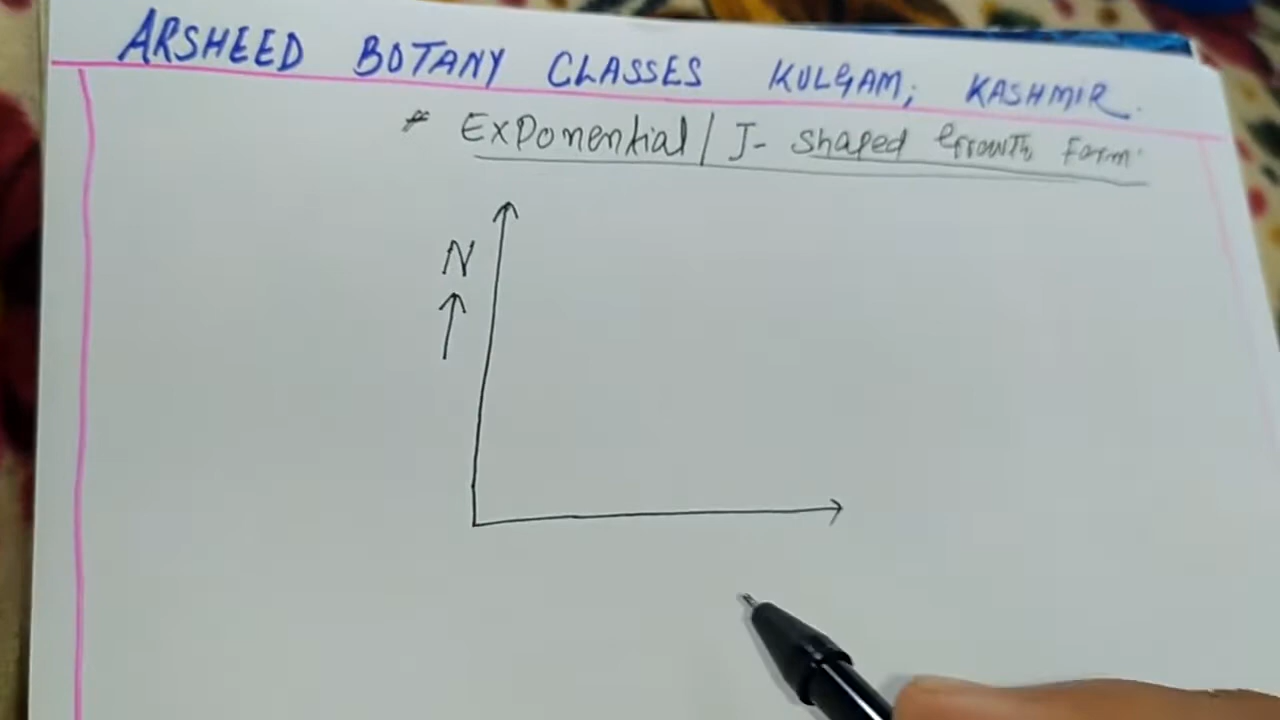 ARSHEED BOTANY CLASSES KULGAM, KASHMIR.
* Exponential / J- shaped Growth Form.
N